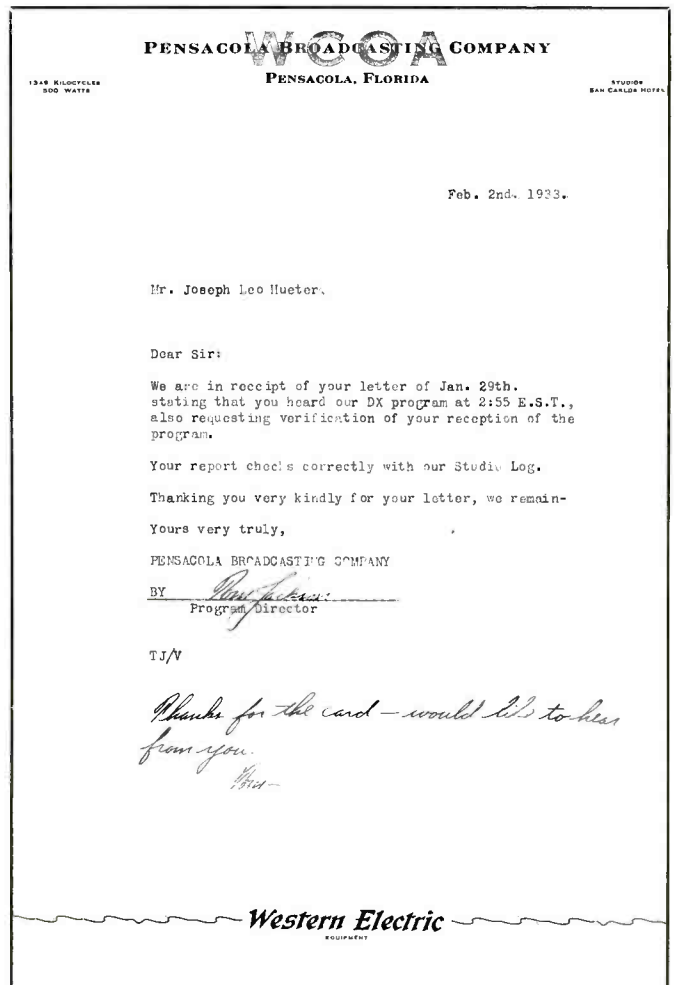 WCOA
PENSACOLA BROADCASTING COMPANY
PENSACOLA, FLORIDA
1340 KILOCYCLES
500 WATTS
STUDIOS
SAN CARLOS HOTEL
Feb. 2nd. 1933.
Mr. Joseph Leo Hueter.
Dear Sir:
We are in receipt of your letter of Jan. 29th.
stating that you heard our DX program at 2:55 E.S.T.,
also requesting verification of your reception of the
program.
Your report checks correctly with our Studio Log.
Thanking you very kindly for your letter, we remain-
Yours very truly,
PENSACOLA BROADCASTING COMPANY
BY Tom Jackson.
Program Director
TJ/V
Thanks for the card – would like to hear
from you.
Tom –
Western Electric
EQUIPMENT